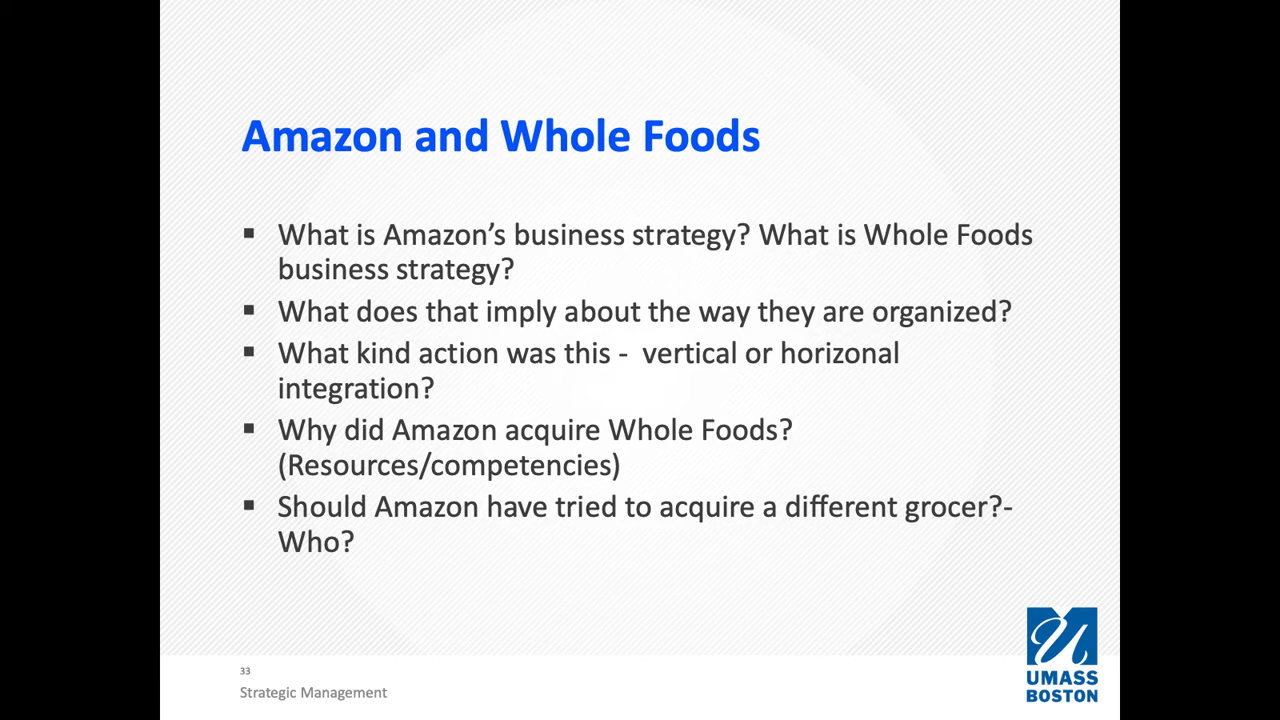 Amazon and Whole Foods
▪ What is Amazon’s business strategy? What is Whole Foods
business strategy?
▪ What does that imply about the way they are organized?
▪ What kind action was this -  vertical or horizonal
integration?
▪ Why did Amazon acquire Whole Foods?
(Resources/competencies)
▪ Should Amazon have tried to acquire a different grocer?-
Who?
33
Strategic Management
UMASS
BOSTON